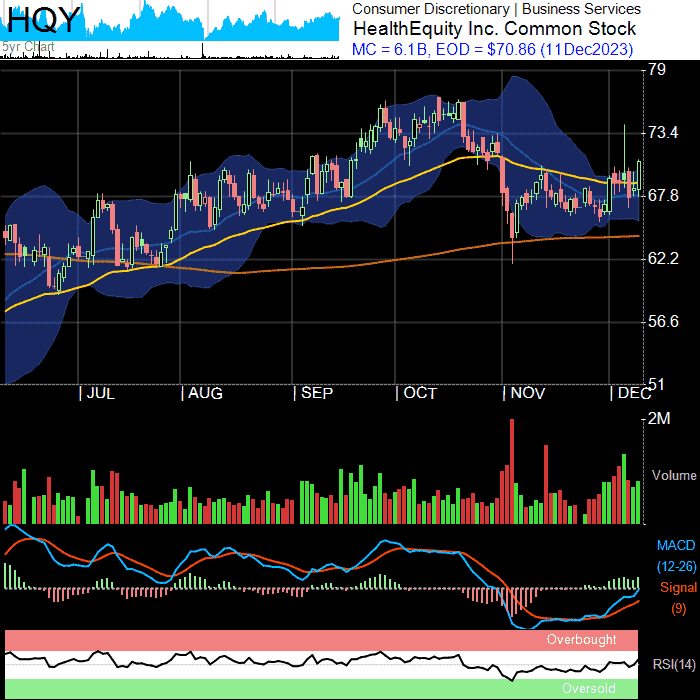 HQY
5yr Chart
Consumer Discretionary | Business Services
HealthEquity Inc. Common Stock
MC = 6.1B, EOD = $70.86 (11Dec2023)
79
73.4
67.8
62.2
56.6
51
| JUL | AUG | SEP | OCT | NOV | DEC
2M
Volume
MACD
(12-26)
Signal
(9)
Overbought
RSI(14)
Oversold